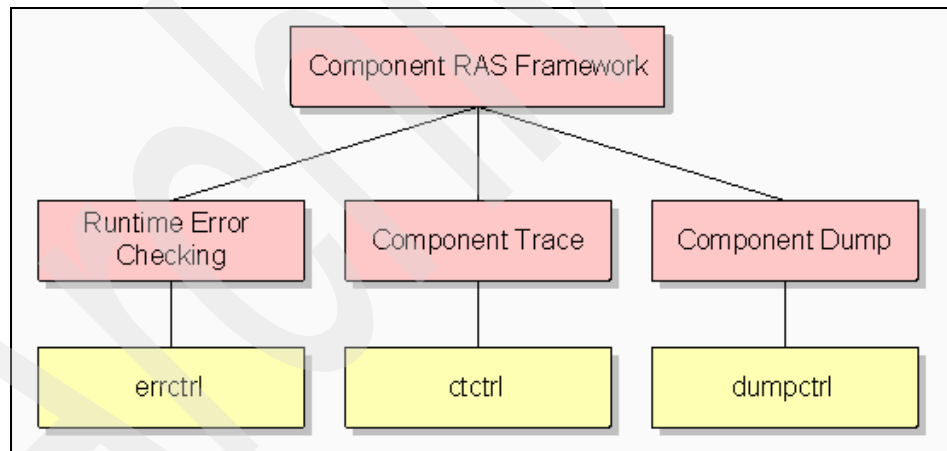 Component RAS Framework
Runtime Error
Checking
Component Trace
Component Dump
errctrl
ctctrl
dumpctrl